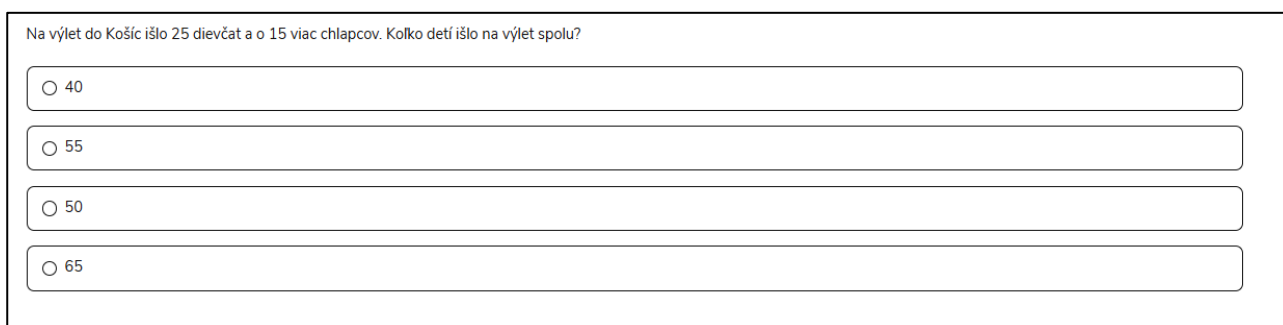 Na výlet do Košíc išlo 25 dievčat a o 15 viac chlapcov. Koľko detí išlo na výlet spolu?
40
55
50
65